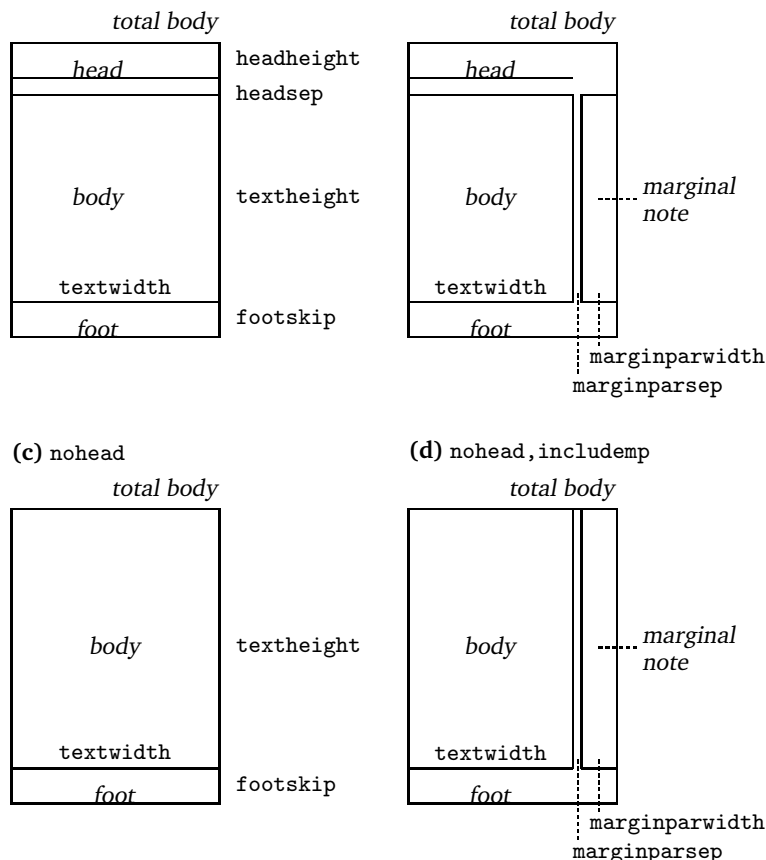 total body
head
headheight
headsep
body
textheight
textwidth
foot
footskip
total body
head
body
marginal
note
textwidth
foot
marginparwidth
marginparsep
(c) nohead
total body
body
textheight
textwidth
foot
footskip
(d) nohead,includemp
total body
body
marginal
note
textwidth
foot
marginparwidth
marginparsep